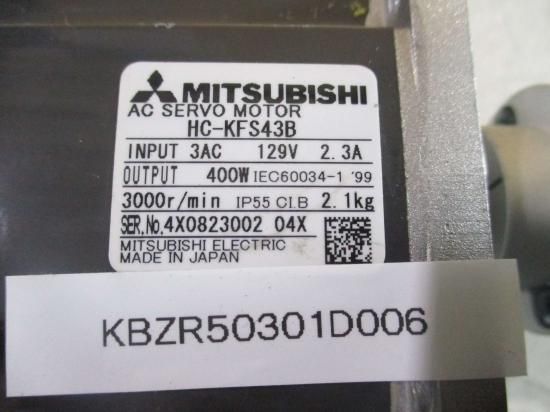 MITSUBISHI
AC SERVO MOTOR
HC-KFS43B
INPUT 3AC 129V 2.3A
OUTPUT 400W IEC60034-1 '99
3000r/min IP55 CI.B 2.1kg
SER.No.4X0823002 04X
MITSUBISHI ELECTRIC
MADE IN JAPAN
KBZR50301D006